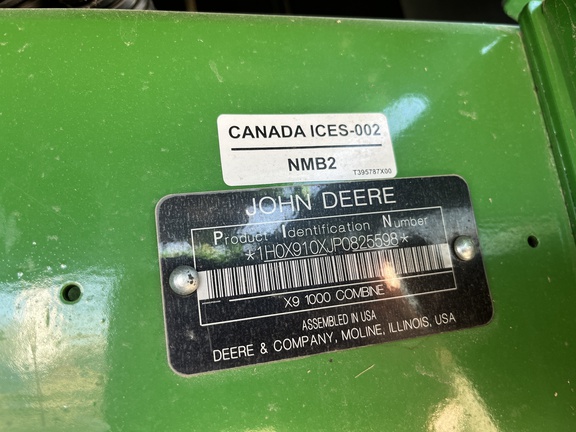 CANADA ICES-002
NMB2
T395787X00
JOHN DEERE
Product Identification Number
*1H0X910XJP0825598*
X9 1000 COMBINE
ASSEMBLED IN USA
DEERE & COMPANY, MOLINE, ILLINOIS, USA